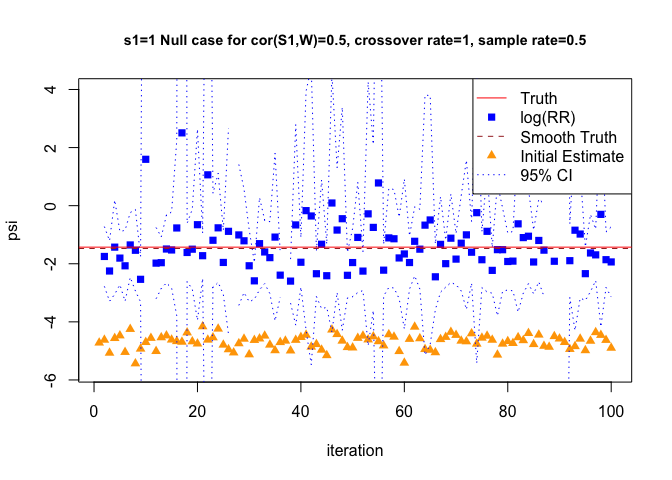 s1=1 Null case for cor(S1,W)=0.5, crossover rate=1, sample rate=0.5
Truth
log(RR)
Smooth Truth
Initial Estimate
95% CI
psi
4
2
0
-2
-4
-6
0 20 40 60 80 100
iteration